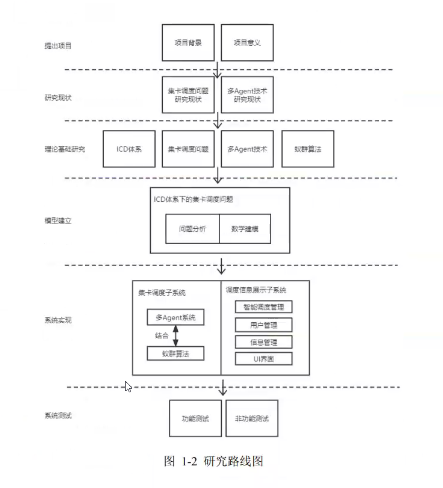 提出项目
项目背景
项目意义
研究现状
集卡调度问题
研究现状
多Agent技术
研究现状
理论基础研究
ICD体系
集卡调度问题
多Agent技术
蚁群算法
模型建立
ICD体系下的集卡调度问题
问题分析
数学建模
系统实现
集卡调度子系统
多Agent系统
结合
蚁群算法
调度信息展示子系统
智能调度管理
用户管理
信息管理
UI界面
系统测试
功能测试
非功能测试
图 1-2 研究路线图